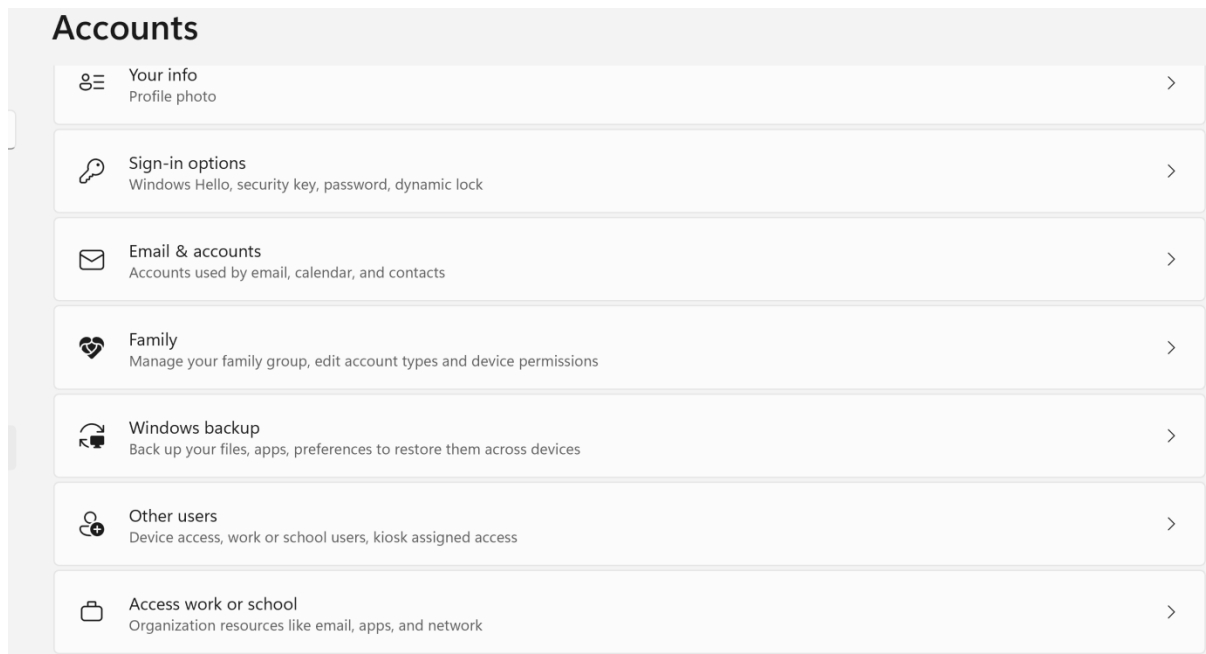 Accounts
Your info
Profile photo
Sign-in options
Windows Hello, security key, password, dynamic lock
Email & accounts
Accounts used by email, calendar, and contacts
Family
Manage your family group, edit account types and device permissions
Windows backup
Back up your files, apps, preferences to restore them across devices
Other users
Device access, work or school users, kiosk assigned access
Access work or school
Organization resources like email, apps, and network